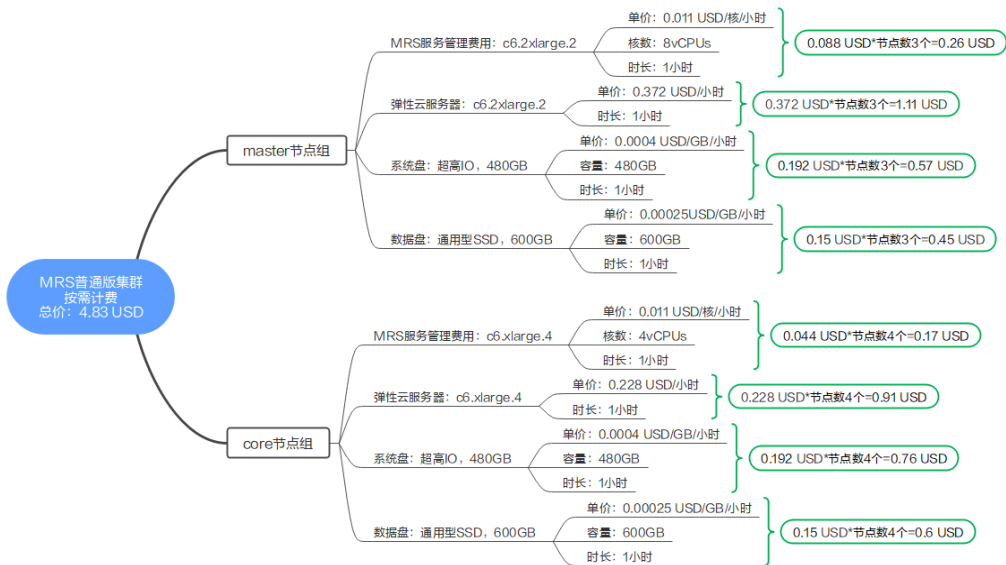 MRS普通版集群
按需计费
总价：4.83 USD
master节点组
MRS服务管理费用：c6.2xlarge.2
单价：0.011 USD/核/小时
核数：8vCPUs
时长：1小时
0.088 USD*节点数3个=0.26 USD
弹性云服务器：c6.2xlarge.2
单价：0.372 USD/小时
时长：1小时
0.372 USD*节点数3个=1.11 USD
系统盘：超高IO，480GB
单价：0.0004 USD/GB/小时
容量：480GB
时长：1小时
0.192 USD*节点数3个=0.57 USD
数据盘：通用型SSD，600GB
单价：0.00025USD/GB/小时
容量：600GB
时长：1小时
0.15 USD*节点数3个=0.45 USD
core节点组
MRS服务管理费用：c6.xlarge.4
单价：0.011 USD/核/小时
核数：4vCPUs
时长：1小时
0.044 USD*节点数4个=0.17 USD
弹性云服务器：c6.xlarge.4
单价：0.228 USD/小时
时长：1小时
0.228 USD*节点数4个=0.91 USD
系统盘：超高IO，480GB
单价：0.0004 USD/GB/小时
容量：480GB
时长：1小时
0.192 USD*节点数4个=0.76 USD
数据盘：通用型SSD，600GB
单价：0.00025 USD/GB/小时
容量：600GB
时长：1小时
0.15 USD*节点数4个=0.6 USD